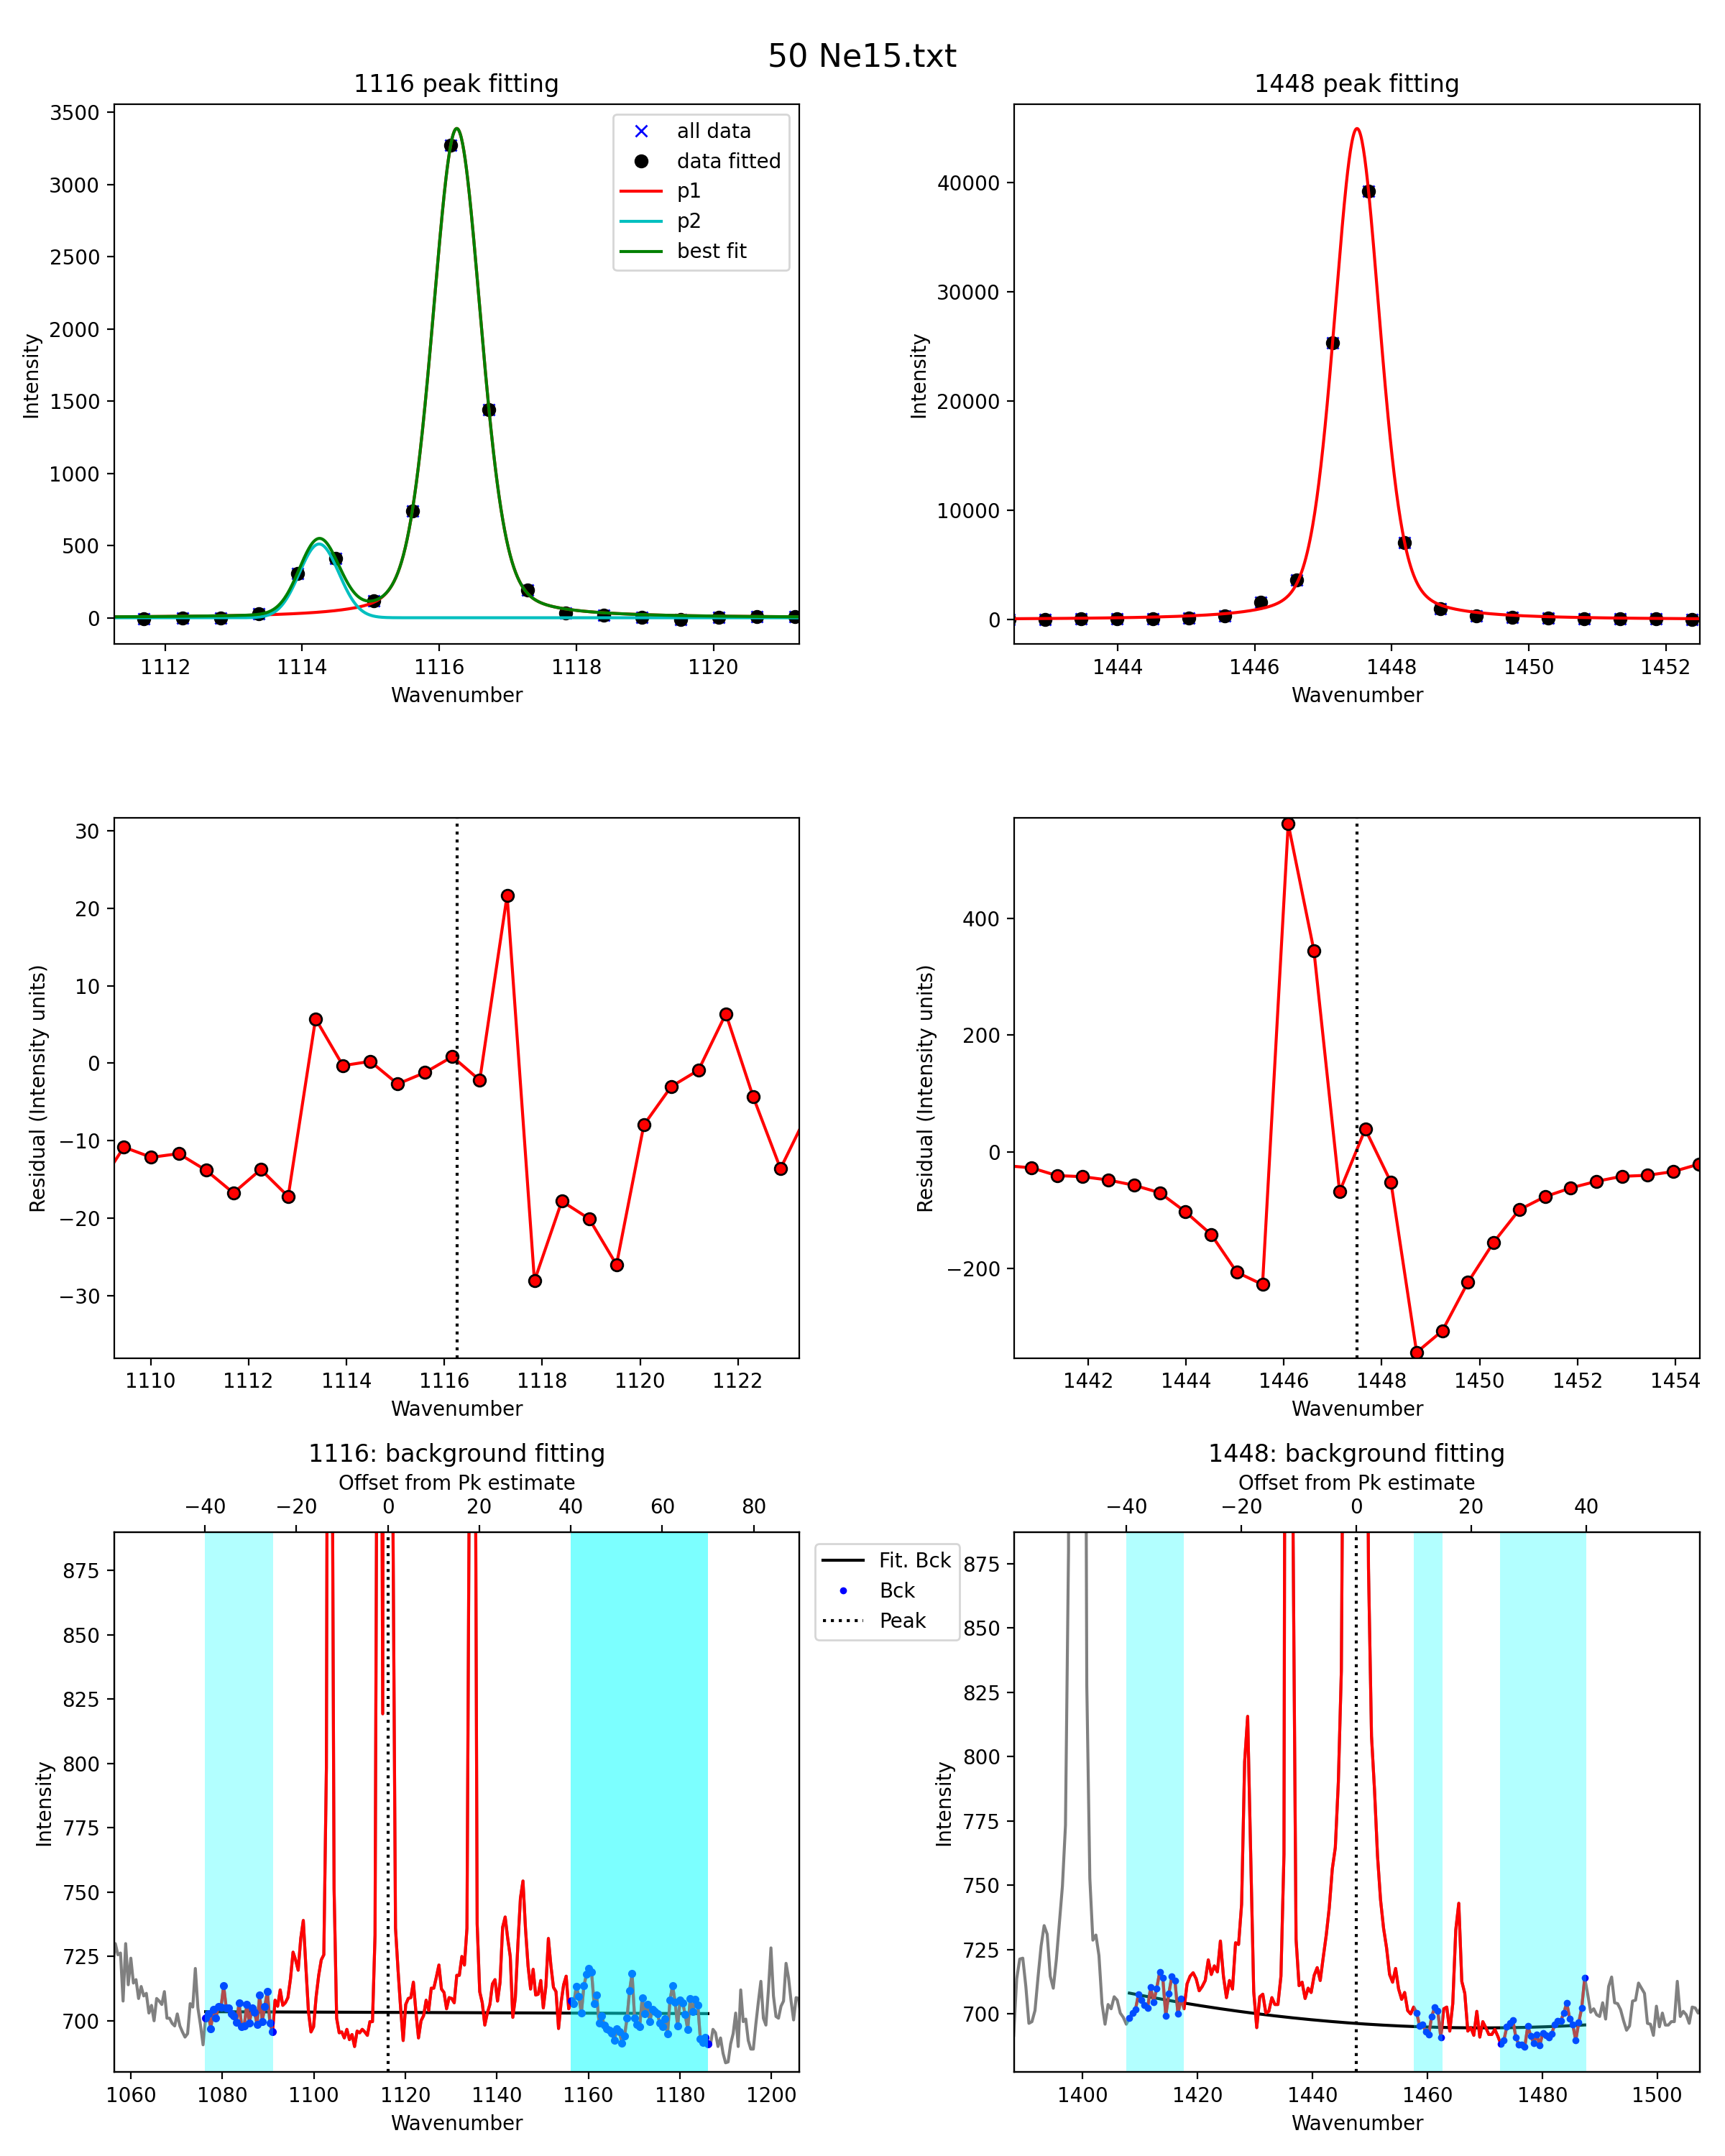 50 Ne15.txt
1116 peak fitting
3500
3000
2500
2000
1500
1000
500
0
Intensity
all data
data fitted
p1
p2
best fit
1112 1114 1116 1118 1120
Wavenumber
1448 peak fitting
40000
30000
20000
10000
0
Intensity
1444 1446 1448 1450 1452
Wavenumber
30
20
10
0
−10
−20
−30
Residual (Intensity units)
1110 1112 1114 1116 1118 1120 1122
Wavenumber
400
200
0
−200
Residual (Intensity units)
1442 1444 1446 1448 1450 1452 1454
Wavenumber
1116: background fitting
Offset from Pk estimate
−40 −20 0 20 40 60 80
875
850
825
800
775
750
725
700
Intensity
1060 1080 1100 1120 1140 1160 1180 1200
Wavenumber
Fit. Bck
Bck
Peak
1448: background fitting
Offset from Pk estimate
−40 −20 0 20 40
875
850
825
800
775
750
725
700
Intensity
1400 1420 1440 1460 1480 1500
Wavenumber